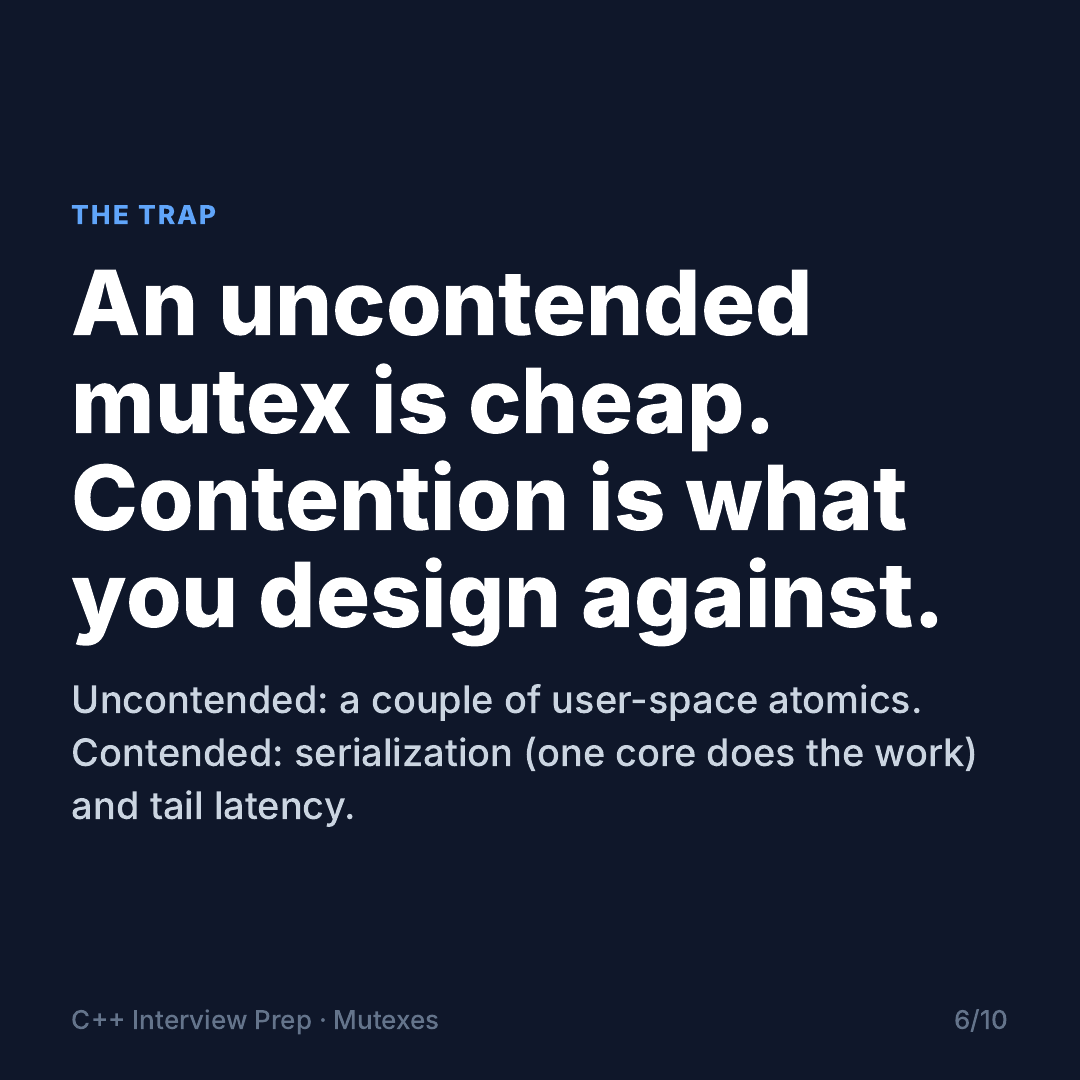 THE TRAP
An uncontended
mutex is cheap.
Contention is what
you design against.
Uncontended: a couple of user-space atomics.
Contended: serialization (one core does the work)
and tail latency.
C++ Interview Prep · Mutexes
6/10